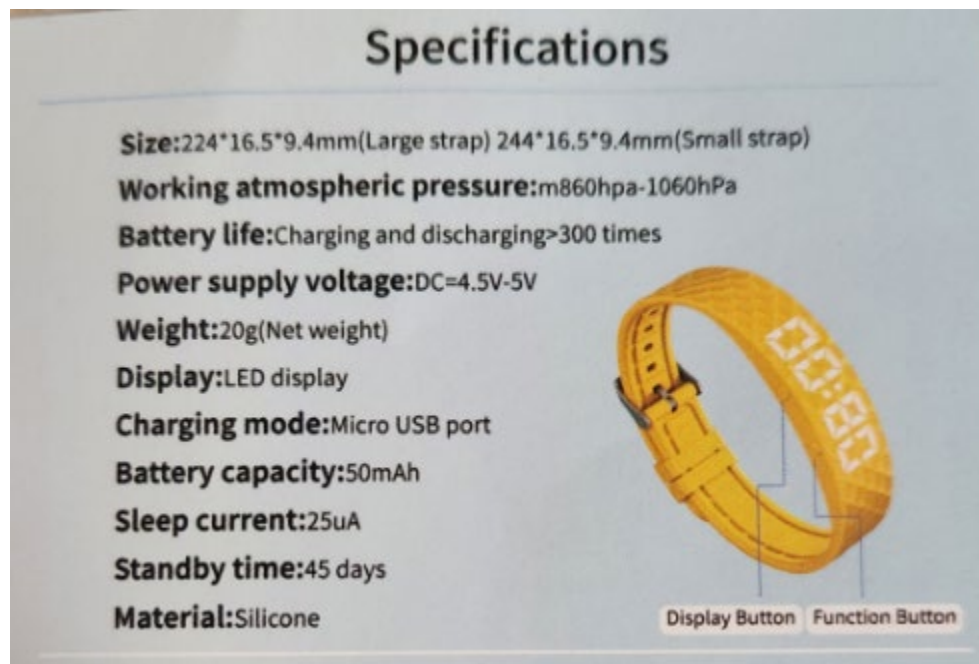 Specifications
Size:224*16.5*9.4mm(Large strap) 244*16.5*9.4mm(Small strap)
Working atmospheric pressure:m860hpa-1060hPa
Battery life:Charging and discharging>300 times
Power supply voltage:DC=4.5V-5V
Weight:20g(Net weight)
Display:LED display
Charging mode:Micro USB port
Battery capacity:50mAh
Sleep current:25uA
Standby time:45 days
Material:Silicone
00:80
Display Button Function Button